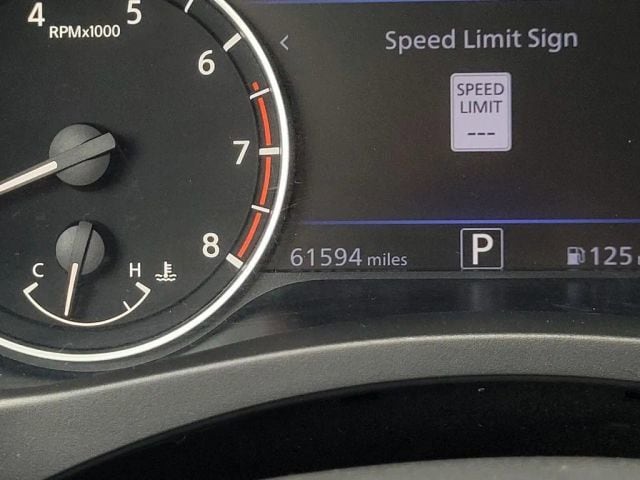 4
5
RPMx1000
6
7
8
C
H
<
Speed Limit Sign
SPEED
LIMIT
---
61594 miles
P
125